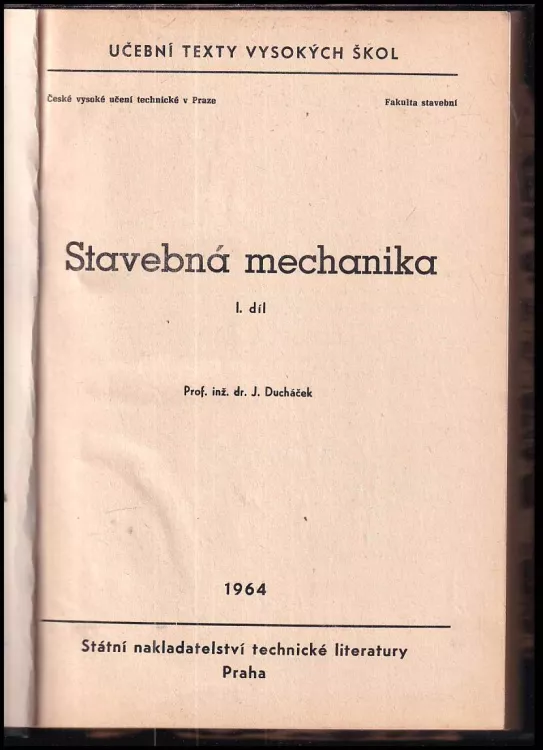 UČEBNÍ TEXTY VYSOKÝCH ŠKOL
České vysoké učení technické v Praze Fakulta stavební
Stavebná mechanika
I. díl
Prof. inž. dr. J. Ducháček
1964
Státní nakladatelství technické literatury
Praha